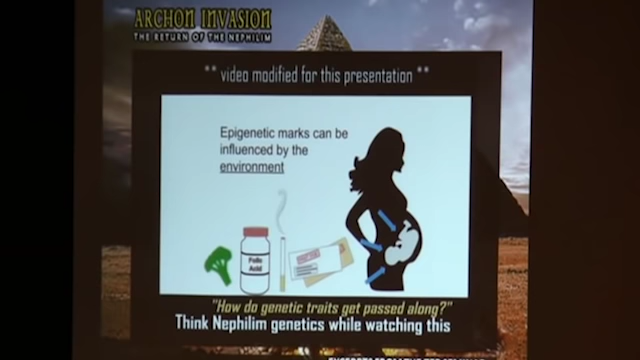 ARCHON INVASION
THE RETURN OF THE NEPHILIM
** video modified for this presentation **
Epigenetic marks can be
influenced by the
environment
Folic
Acid
"How do genetic traits get passed along?"
Think Nephilim genetics while watching this